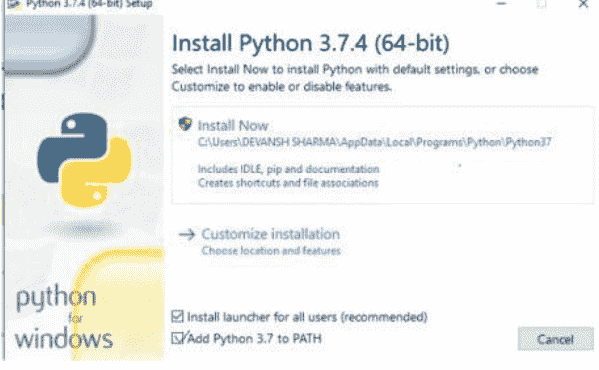 Python 3.7.4 (64-bit) Setup
Install Python 3.7.4 (64-bit)
Select Install Now to install Python with default settings, or choose
Customize to enable or disable features.
Install Now
C:\Users\DEVANSH SHARMA\AppData\Local\Programs\Python\Python37
Includes IDLE, pip and documentation
Creates shortcuts and file associations
Customize installation
Choose location and features
python
for
windows
Install launcher for all users (recommended)
Add Python 3.7 to PATH
Cancel